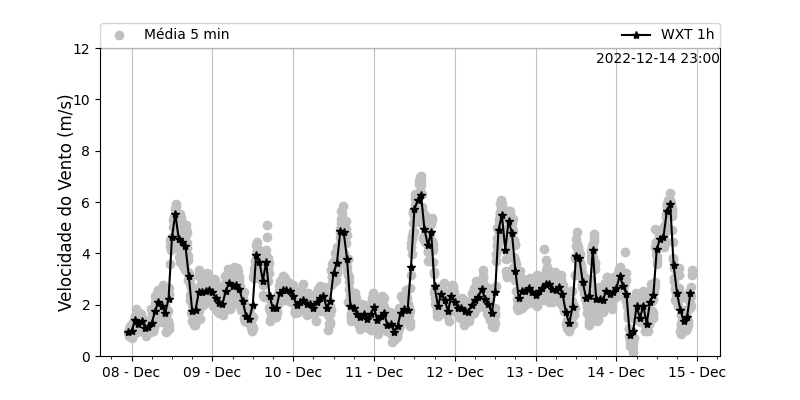 Média 5 min
WXT 1h
2022-12-14 23:00
Velocidade do Vento (m/s)
12
10
8
6
4
2
0
08 - Dec
09 - Dec
10 - Dec
11 - Dec
12 - Dec
13 - Dec
14 - Dec
15 - Dec